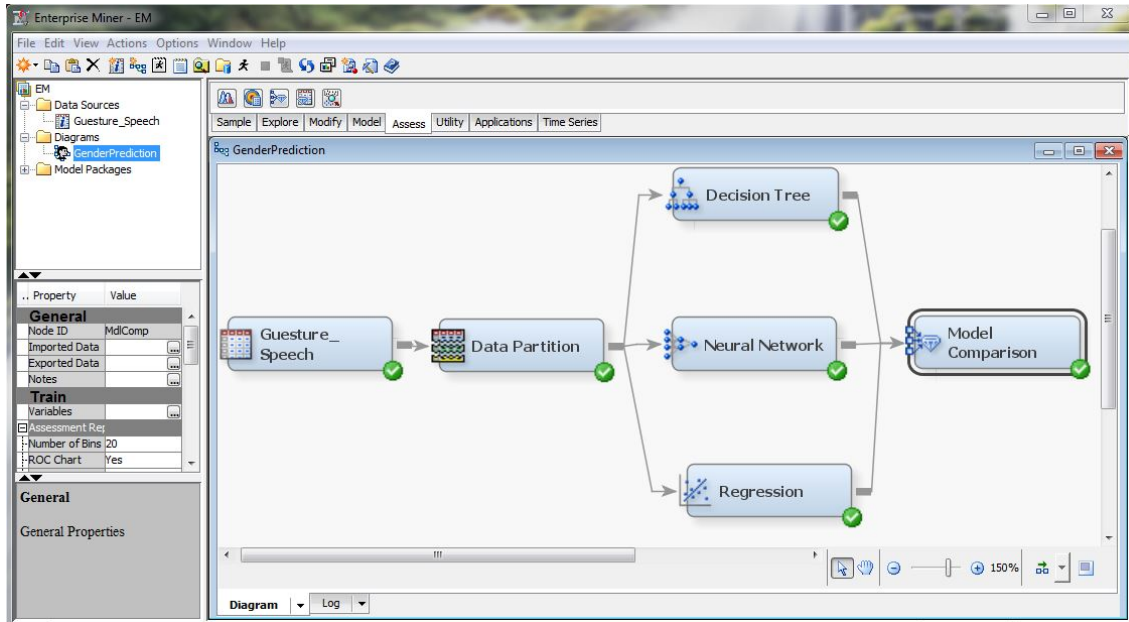 Enterprise Miner - EM
File Edit View Actions Options Window Help
EM
Data Sources
Guesture_Speech
Diagrams
GenderPrediction
Model Packages
Sample Explore Modify Model Assess Utility Applications Time Series
GenderPrediction
Decision Tree
Guesture_
Speech
Data Partition
Neural Network
Model
Comparison
Regression
.. Property Value
General
Node ID MdlComp
Imported Data ...
Exported Data ...
Notes ...
Train
Variables ...
Assessment Rep
Number of Bins 20
ROC Chart Yes
General
General Properties
150%
Diagram Log